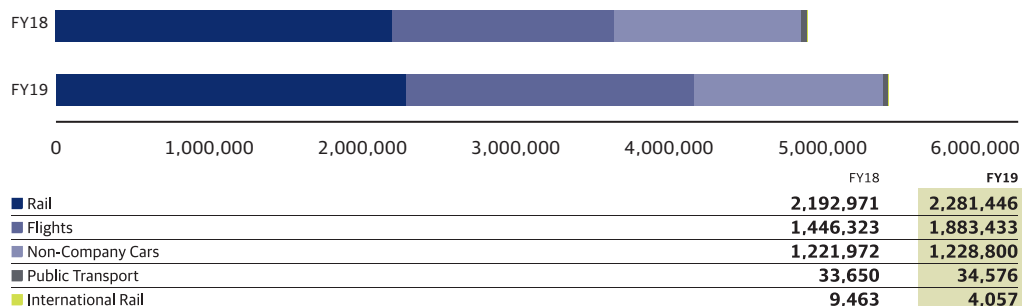 FY18
FY19
0 1,000,000 2,000,000 3,000,000 4,000,000 5,000,000 6,000,000
FY18 FY19
Rail 2,192,971 2,281,446
Flights 1,446,323 1,883,433
Non-Company Cars 1,221,972 1,228,800
Public Transport 33,650 34,576
International Rail 9,463 4,057